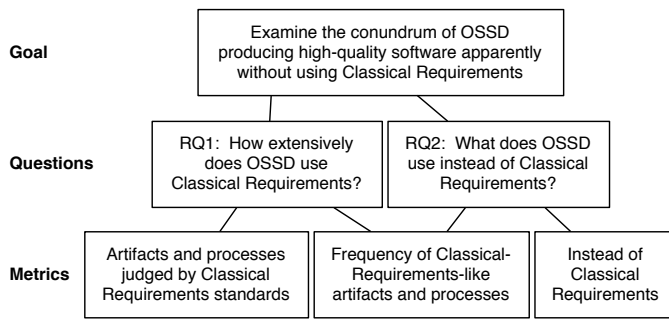 Goal
Examine the conundrum of OSSD
producing high-quality software apparently
without using Classical Requirements
Questions
RQ1: How extensively
does OSSD use
Classical Requirements?
RQ2: What does OSSD
use instead of Classical
Requirements?
Metrics
Artifacts and processes
judged by Classical
Requirements standards
Frequency of Classical-
Requirements-like
artifacts and processes
Instead of
Classical
Requirements